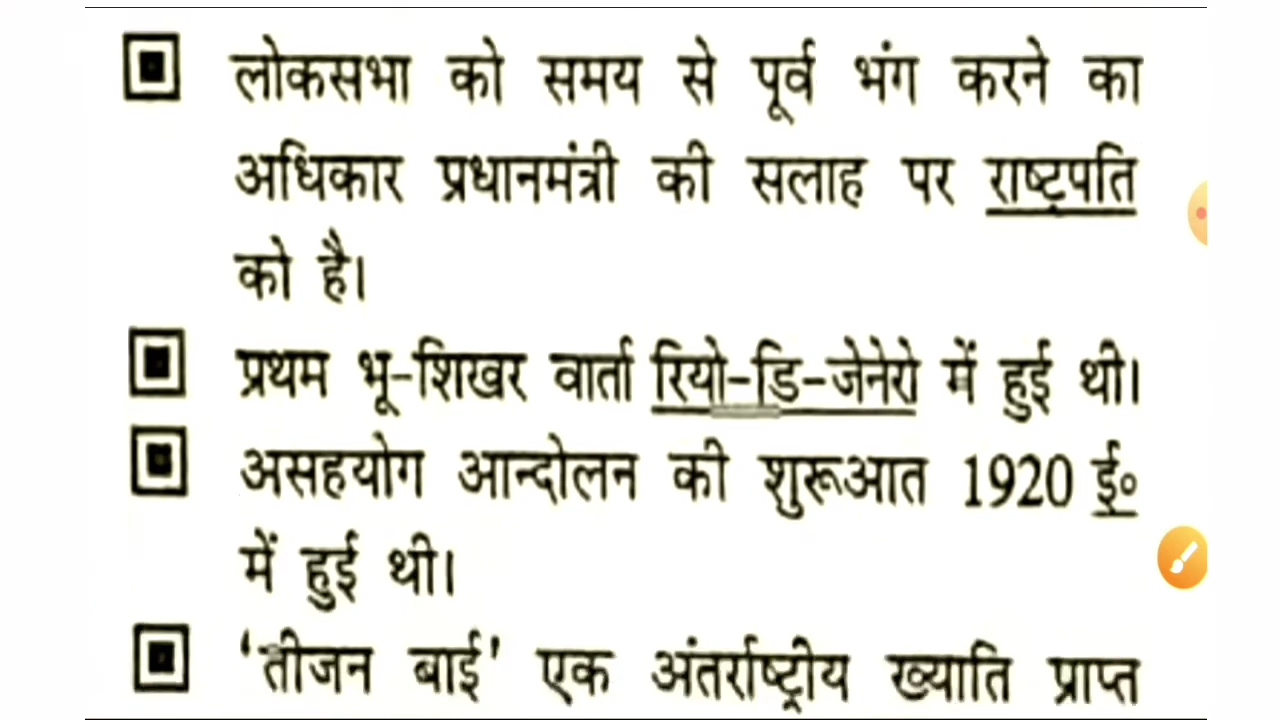 लोकसभा को समय से पूर्व भंग करने का
अधिकार प्रधानमंत्री की सलाह पर राष्ट्रपति
को है।
प्रथम भू-शिखर वार्ता रियो-डि-जेनेरो में हुई थी।
असहयोग आन्दोलन की शुरूआत 1920 ई०
में हुई थी।
'तीजन बाई' एक अंतर्राष्ट्रीय ख्याति प्राप्त